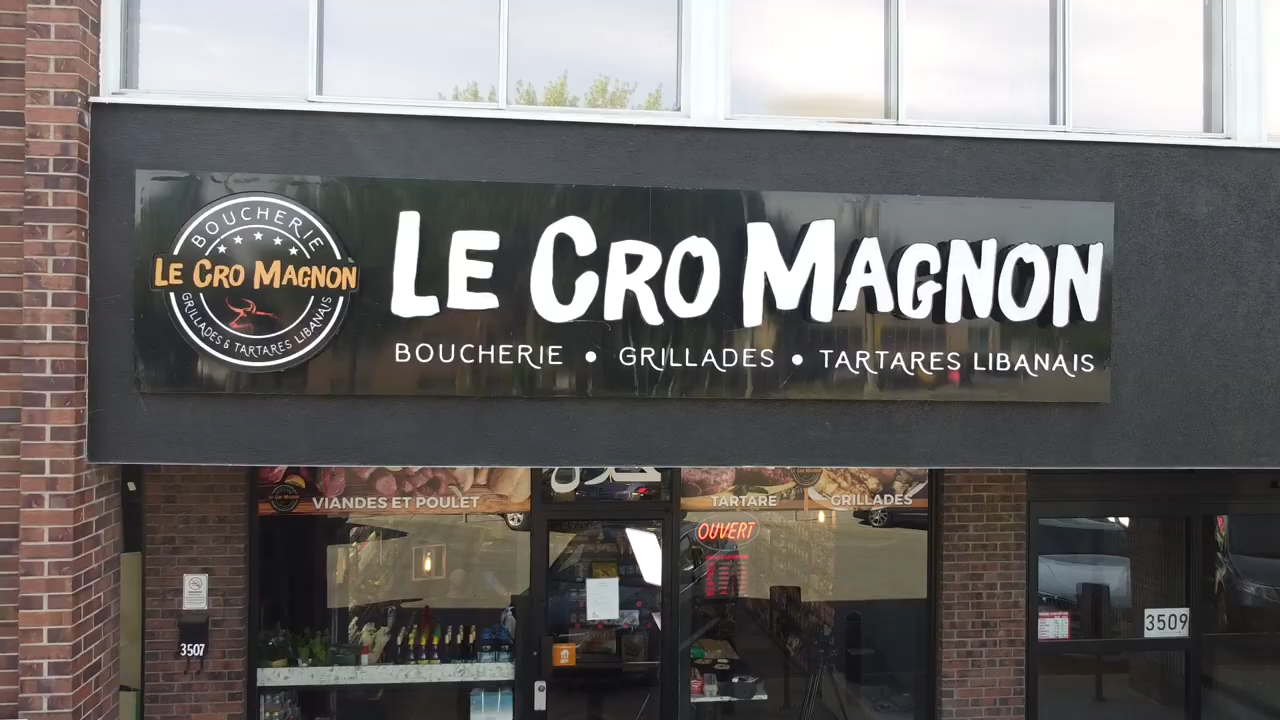 BOUCHERIE
LE CRO MAGNON
GRILLADES & TARTARES LIBANAIS
LE CRO MAGNON
BOUCHERIE • GRILLADES • TARTARES LIBANAIS
VIANDES ET POULET
TARTARE
GRILLADES
OUVERT
3507
3509